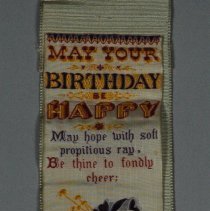 MAY YOUR
BIRTHDAY
BE
HAPPY
May hope with soft
propitious ray,
Be thine to fondly
cheer: